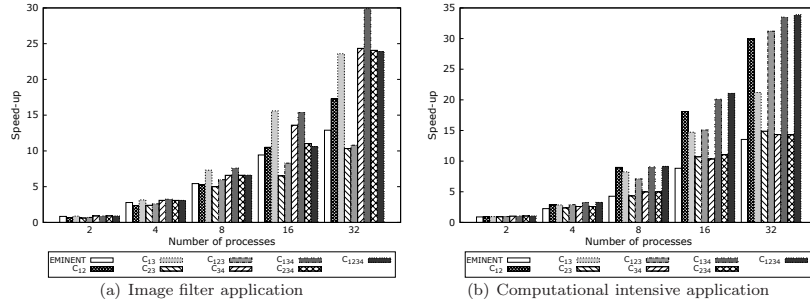 30
25
20
15
10
5
0
Speed-up
2 4 8 16 32
Number of processes
EMINENT C13 C123 C134 C1234
C12 C23 C34 C234
(a) Image filter application
35
30
25
20
15
10
5
0
Speed-up
2 4 8 16 32
Number of processes
EMINENT C13 C123 C134 C1234
C12 C23 C34 C234
(b) Computational intensive application